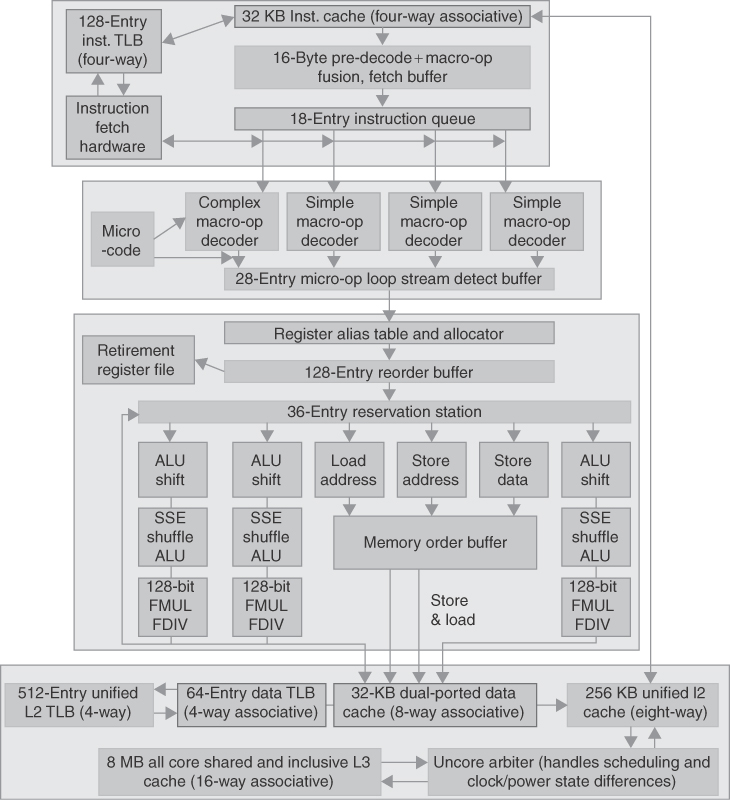 128-Entry
inst. TLB
(four-way)
32 KB Inst. cache (four-way associative)
16-Byte pre-decode+macro-op
fusion, fetch buffer
Instruction
fetch
hardware
18-Entry instruction queue
Micro
-code
Complex
macro-op
decoder
Simple
macro-op
decoder
Simple
macro-op
decoder
Simple
macro-op
decoder
28-Entry micro-op loop stream detect buffer
Register alias table and allocator
Retirement
register file
128-Entry reorder buffer
36-Entry reservation station
ALU
shift
ALU
shift
Load
address
Store
address
Store
data
ALU
shift
SSE
shuffle
ALU
SSE
shuffle
ALU
Memory order buffer
SSE
shuffle
ALU
128-bit
FMUL
FDIV
128-bit
FMUL
FDIV
Store
& load
128-bit
FMUL
FDIV
512-Entry unified
L2 TLB (4-way)
64-Entry data TLB
(4-way associative)
32-KB dual-ported data
cache (8-way associative)
256 KB unified l2
cache (eight-way)
8 MB all core shared and inclusive L3
cache (16-way associative)
Uncore arbiter (handles scheduling and
clock/power state differences)